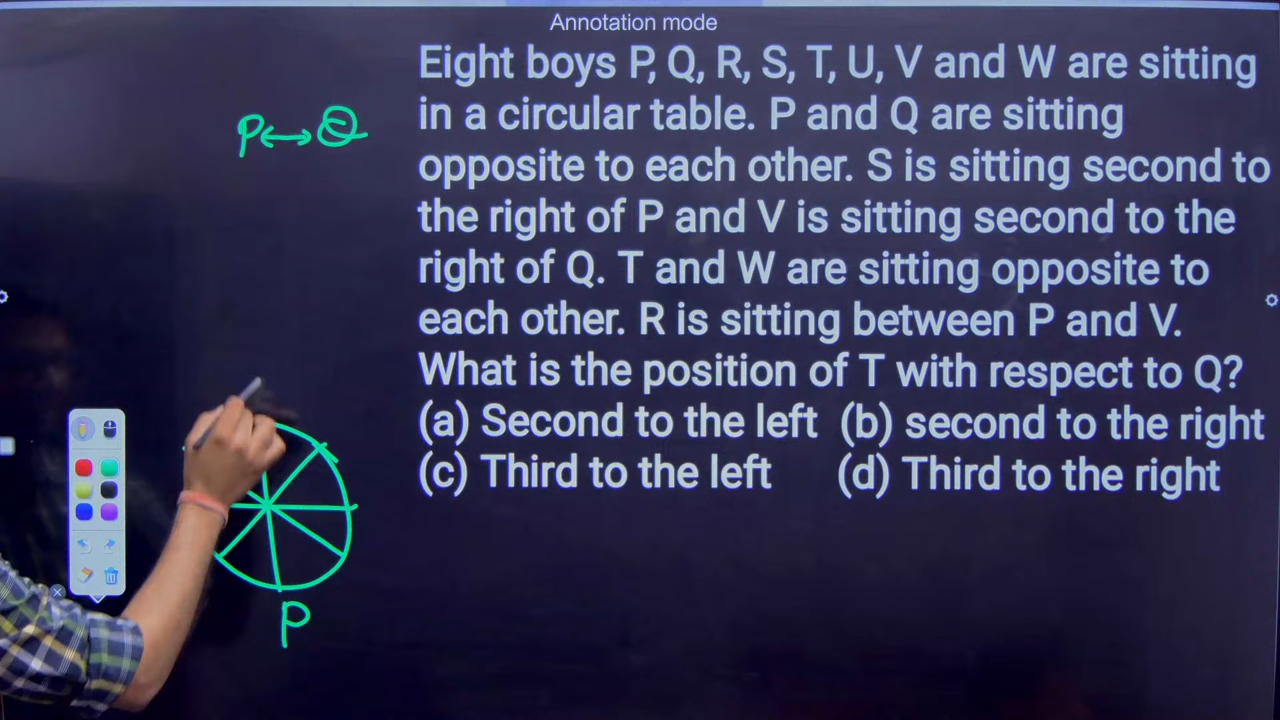 Annotation mode
Eight boys P, Q, R, S, T, U, V and W are sitting
in a circular table. P and Q are sitting
opposite to each other. S is sitting second to
the right of P and V is sitting second to the
right of Q. T and W are sitting opposite to
each other. R is sitting between P and V.
What is the position of T with respect to Q?
(a) Second to the left (b) second to the right
(c) Third to the left (d) Third to the right
P↔Q
P